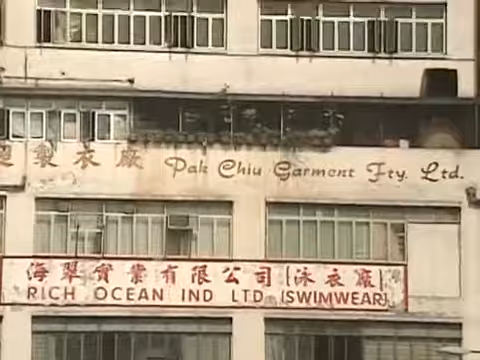 製衣廠 Pak Chiu Garment Fty. Ltd.
海翠實業有限公司(泳衣廠)
RICH OCEAN IND LTD (SWIMWEAR)